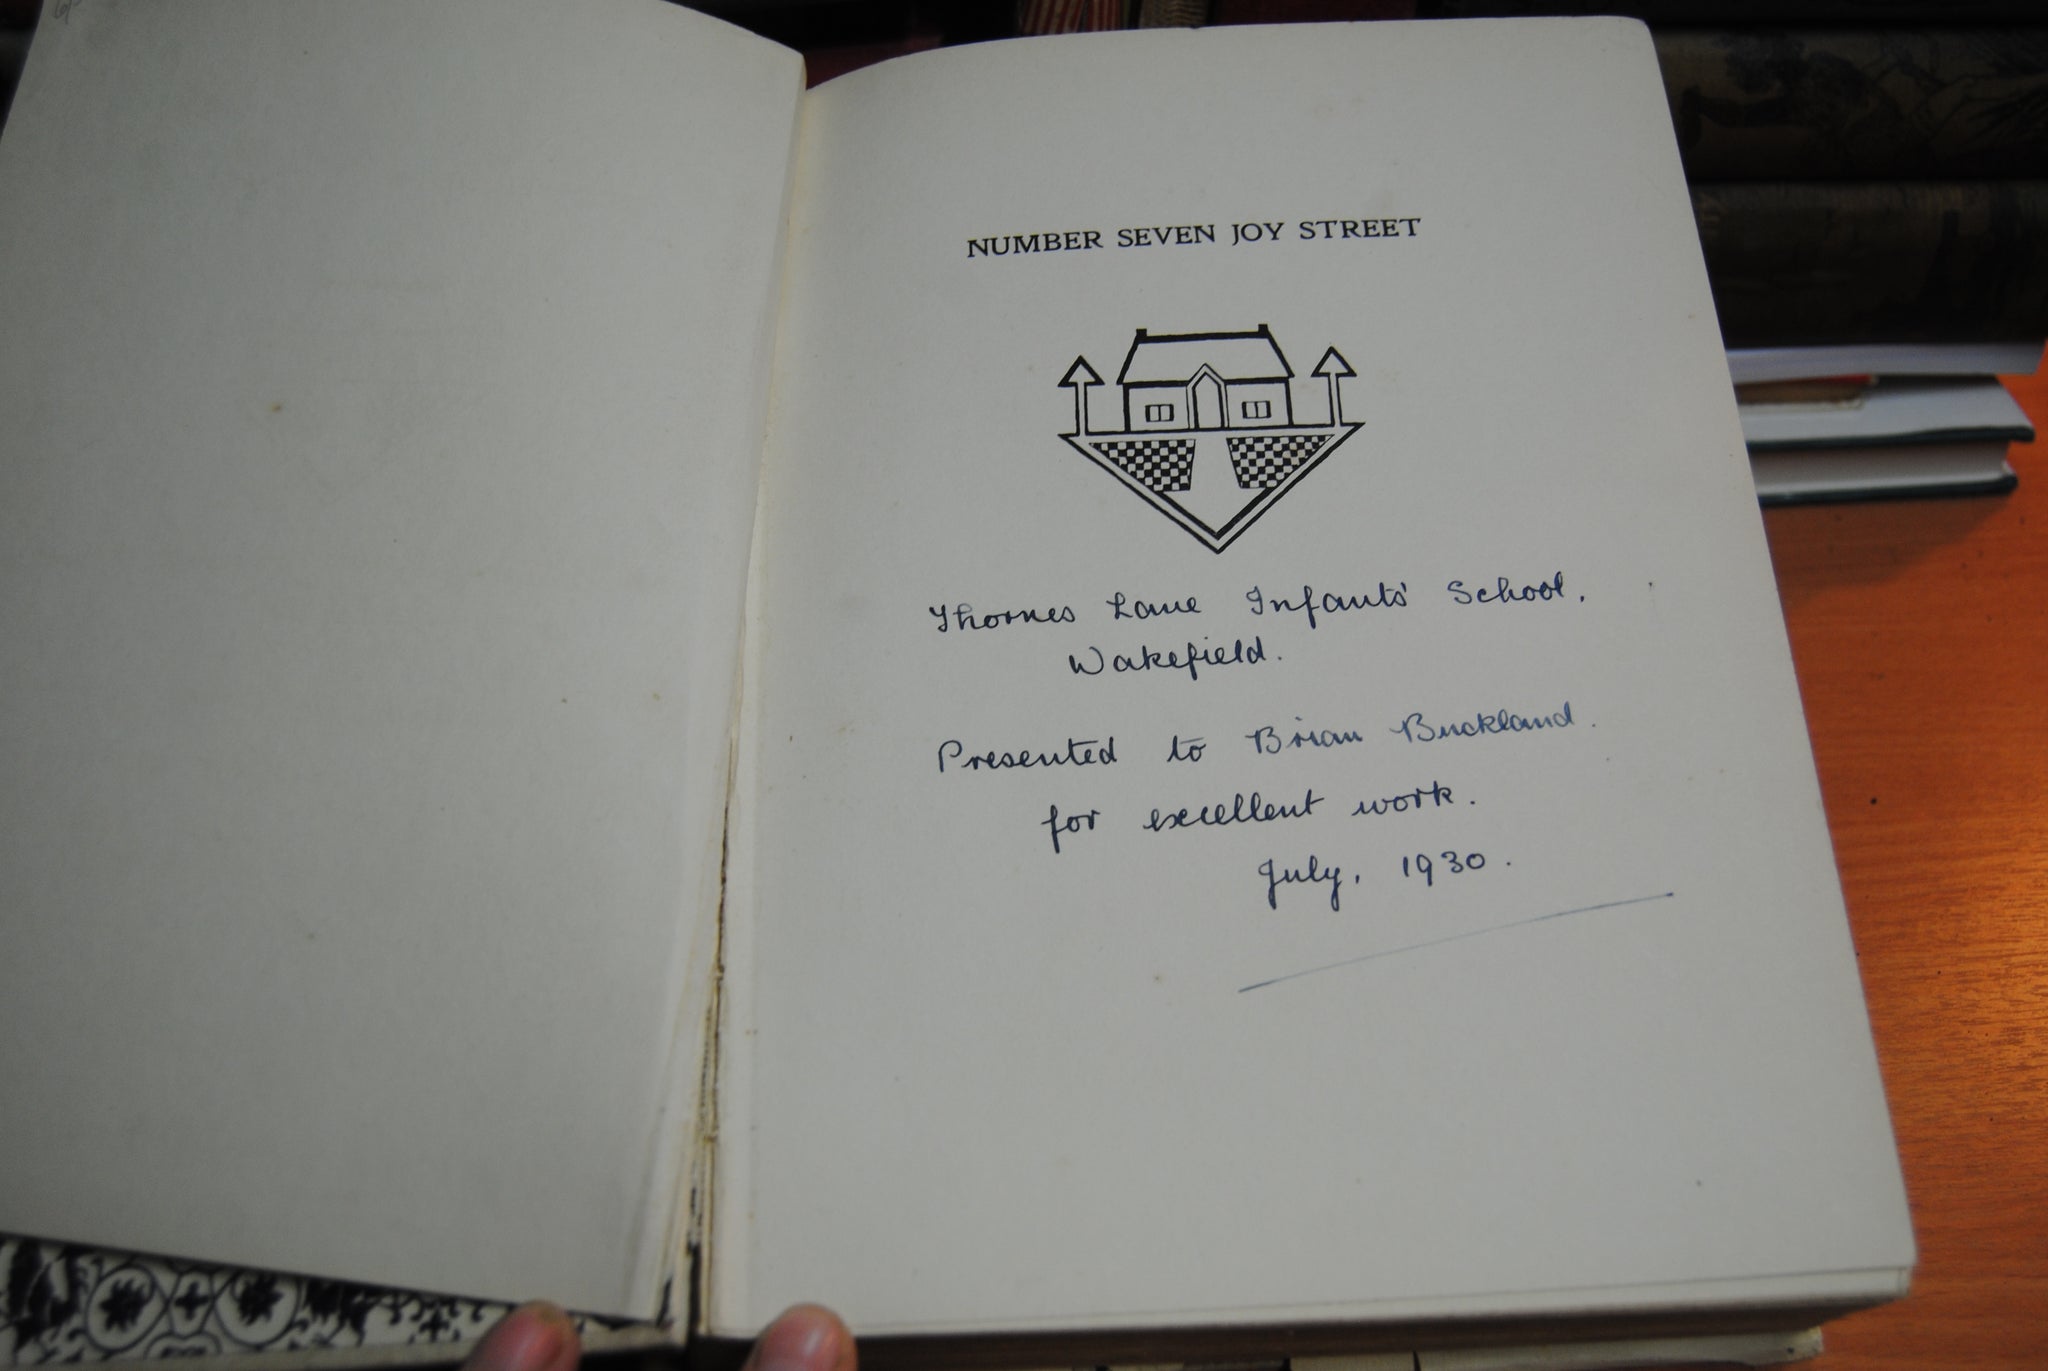 NUMBER SEVEN JOY STREET
Thornes Lane Infants' School,
Wakefield.
Presented to Brian Buckland.
for excellent work.
July, 1930.